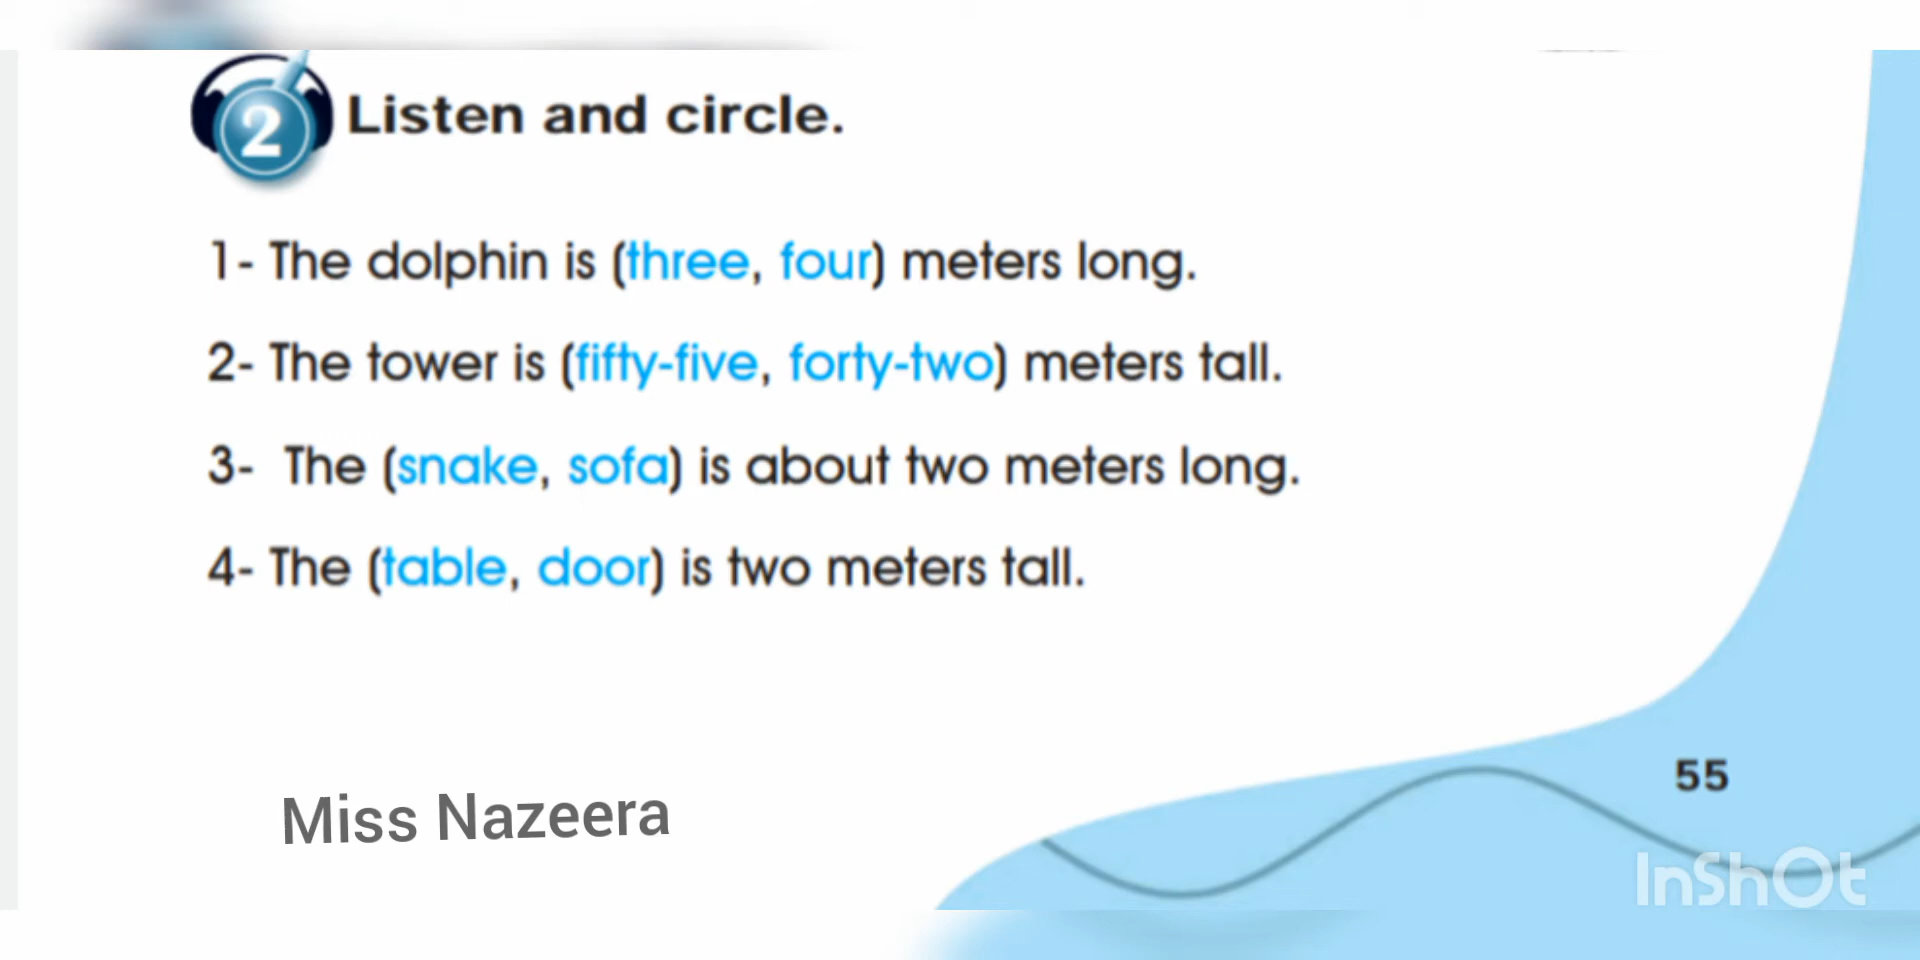 2 Listen and circle.
1- The dolphin is (three, four) meters long.
2- The tower is (fifty-five, forty-two) meters tall.
3- The (snake, sofa) is about two meters long.
4- The (table, door) is two meters tall.
55
Miss Nazeera
InShOt